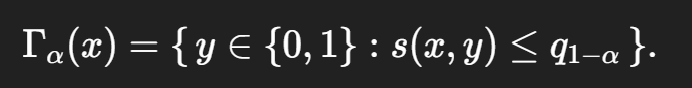 Γ_α(x) = { y ∈ {0, 1} : s(x, y) ≤ q_{1−α} }.